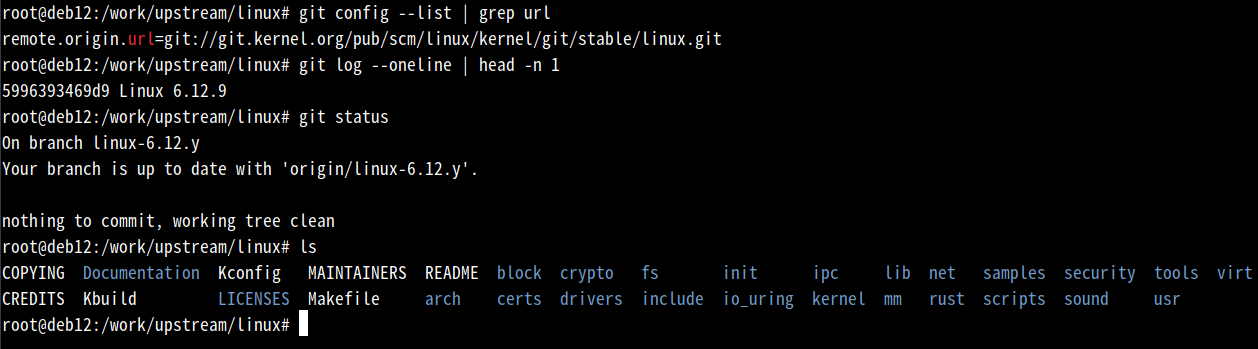 root@deb12:/work/upstream/linux# git config --list | grep url
remote.origin.url=git://git.kernel.org/pub/scm/linux/kernel/git/stable/linux.git
root@deb12:/work/upstream/linux# git log --oneline | head -n 1
5996393469d9 Linux 6.12.9
root@deb12:/work/upstream/linux# git status
On branch linux-6.12.y
Your branch is up to date with 'origin/linux-6.12.y'.
nothing to commit, working tree clean
root@deb12:/work/upstream/linux# ls
COPYING  Documentation  Kconfig   MAINTAINERS  README  block  crypto   fs       init      ipc     lib  net   samples  security  tools  virt
CREDITS  Kbuild         LICENSES  Makefile     arch    certs  drivers  include  io_uring  kernel  mm   rust  scripts  sound     usr
root@deb12:/work/upstream/linux#